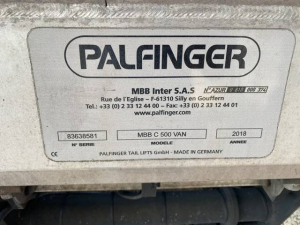 PALFINGER
MBB Inter S.A.S
Rue de l'Eglise – F-61310 Silly en Gouffern
Tel.: +33 (0) 2 33 12 44 00 – Fax: +33 (0) 2 33 12 44 01
www.palfinger.com
83638581 MBB C 500 VAN 2018
N° SERIE MODELE ANNEE
PALFINGER TAIL LIFTS GmbH – MADE IN GERMANY